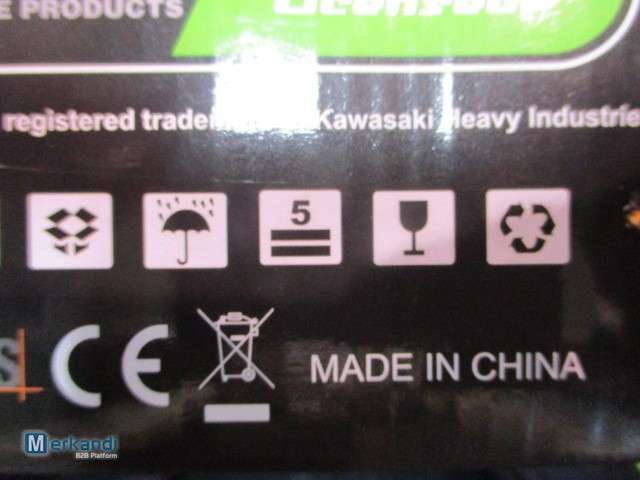 E PRODUCTS
registered trade Kawasaki Heavy Industrie
5
S CE
MADE IN CHINA
Merkandi
B2B Platform